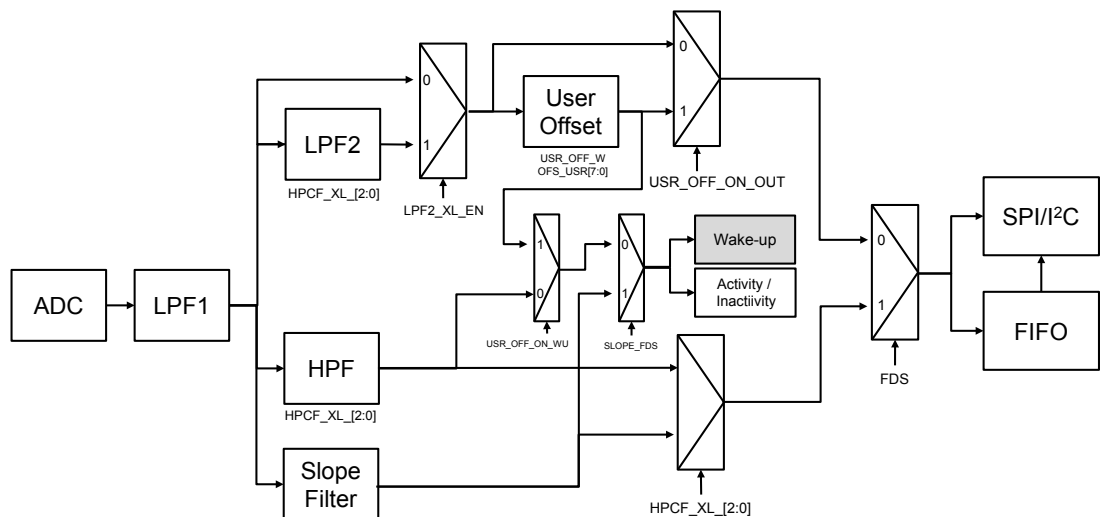 0
1
LPF2
HPCF_XL_[2:0]
LPF2_XL_EN
User
Offset
USR_OFF_W
OFS_USR[7:0]
0
1
USR_OFF_ON_OUT
1
0
USR_OFF_ON_WU
0
1
SLOPE_FDS
Wake-up
Activity /
Inactiivity
ADC
LPF1
HPF
HPCF_XL_[2:0]
Slope
Filter
HPCF_XL_[2:0]
0
1
FDS
SPI/I²C
FIFO